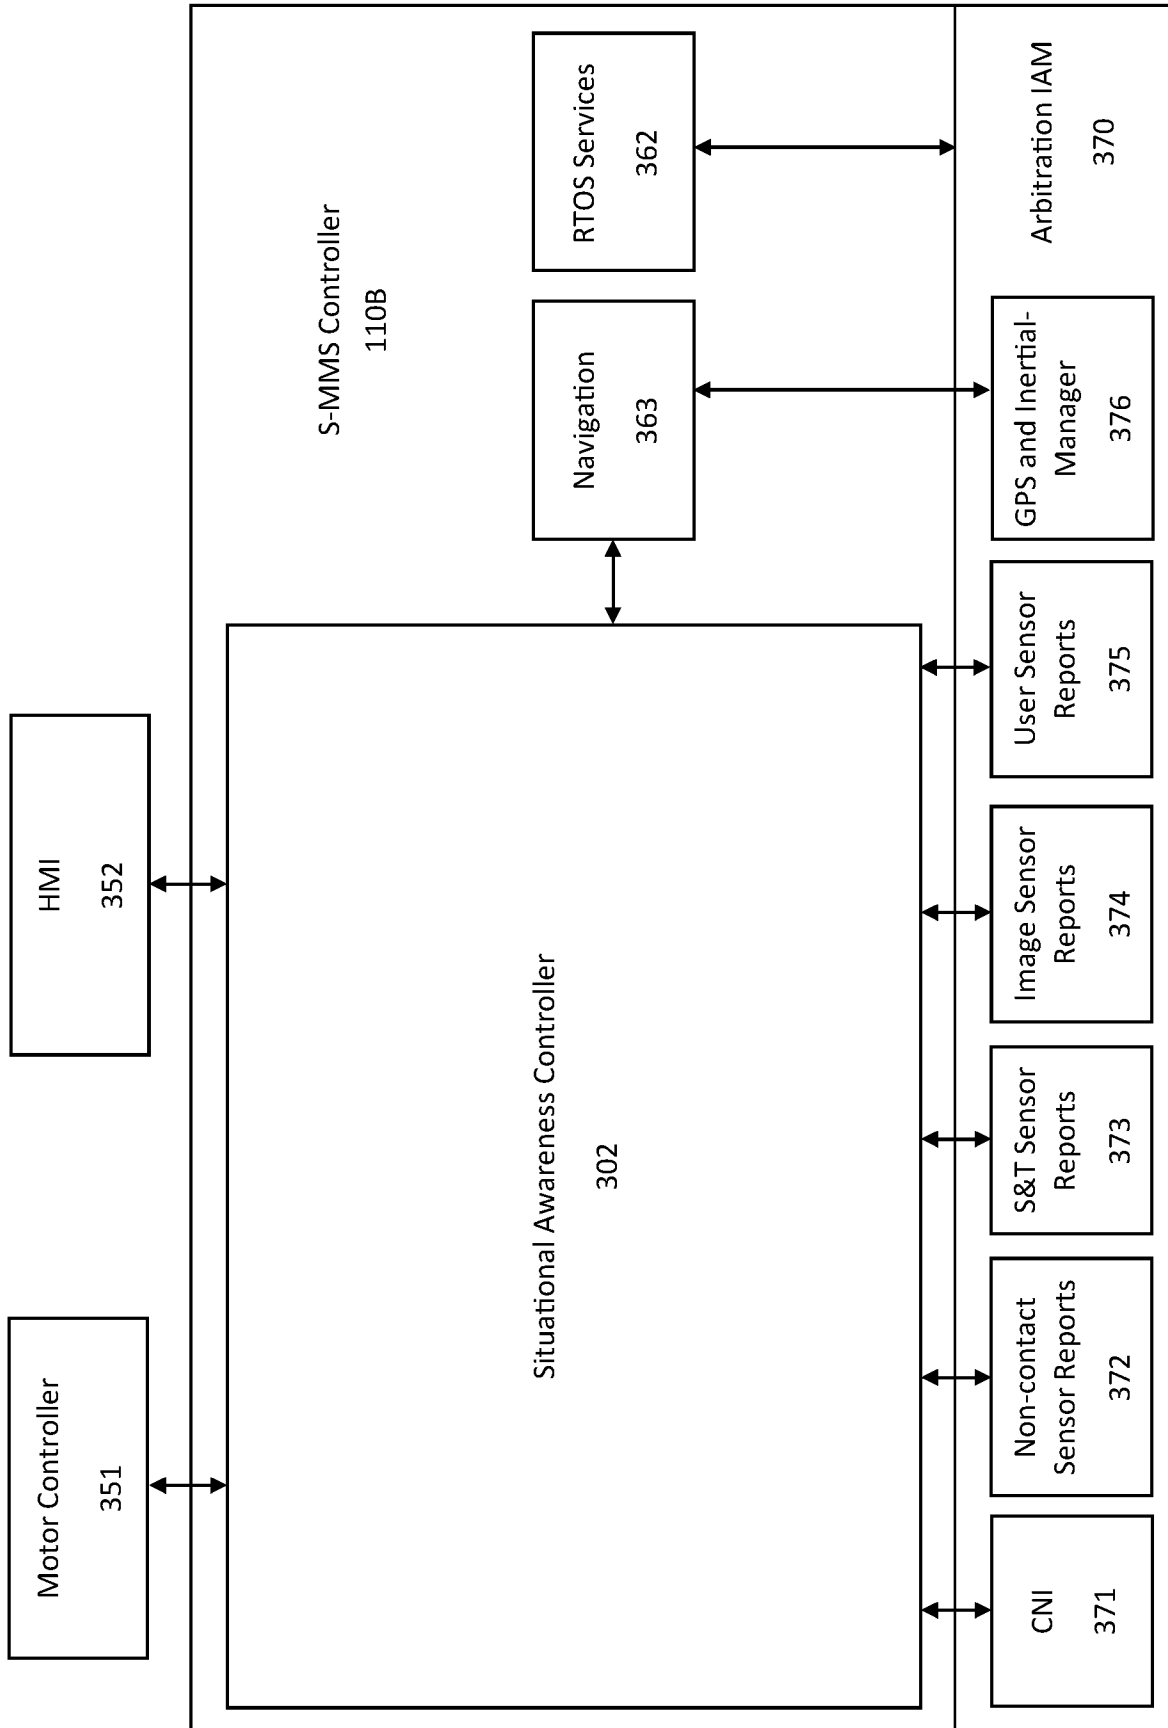 Motor Controller
351
HMI
352
S-MMS Controller
110B
Situational Awareness Controller
302
Navigation
363
RTOS Services
362
CNI
371
Non-contact
Sensor Reports
372
S&T Sensor
Reports
373
Image Sensor
Reports
374
User Sensor
Reports
375
GPS and Inertial-
Manager
376
Arbitration IAM
370